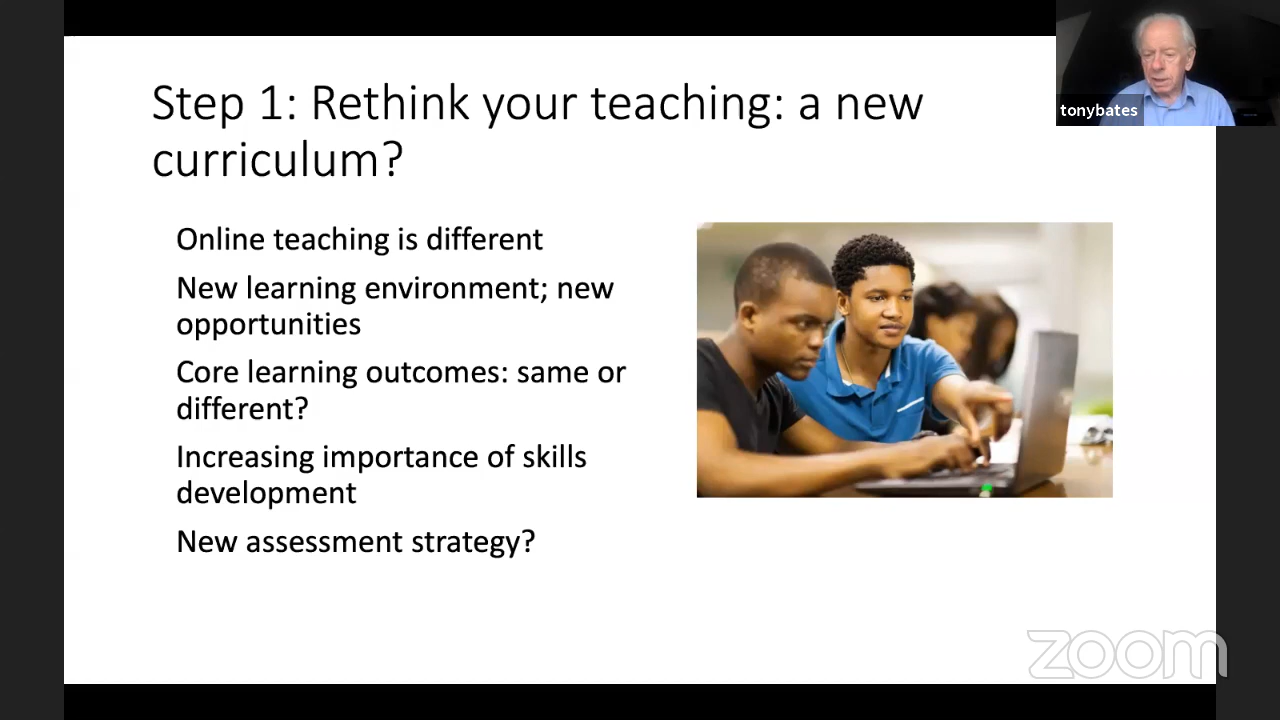 Step 1: Rethink your teaching: a new
curriculum?
tonybates
Online teaching is different
New learning environment; new
opportunities
Core learning outcomes: same or
different?
Increasing importance of skills
development
New assessment strategy?
zoom